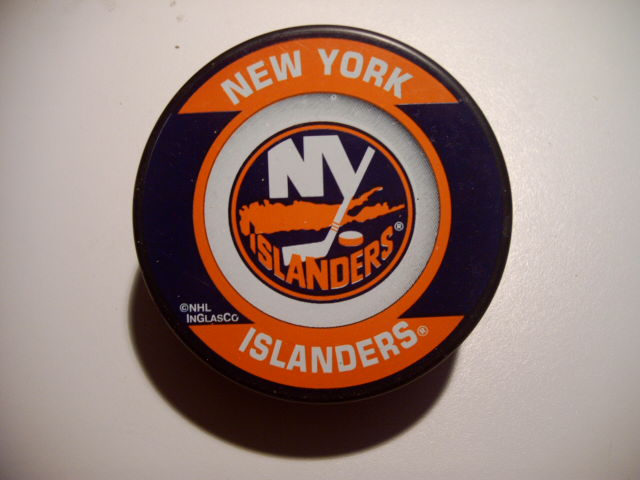 NEW YORK
NY
ISLANDERS®
©NHL
INGLASCO
ISLANDERS®